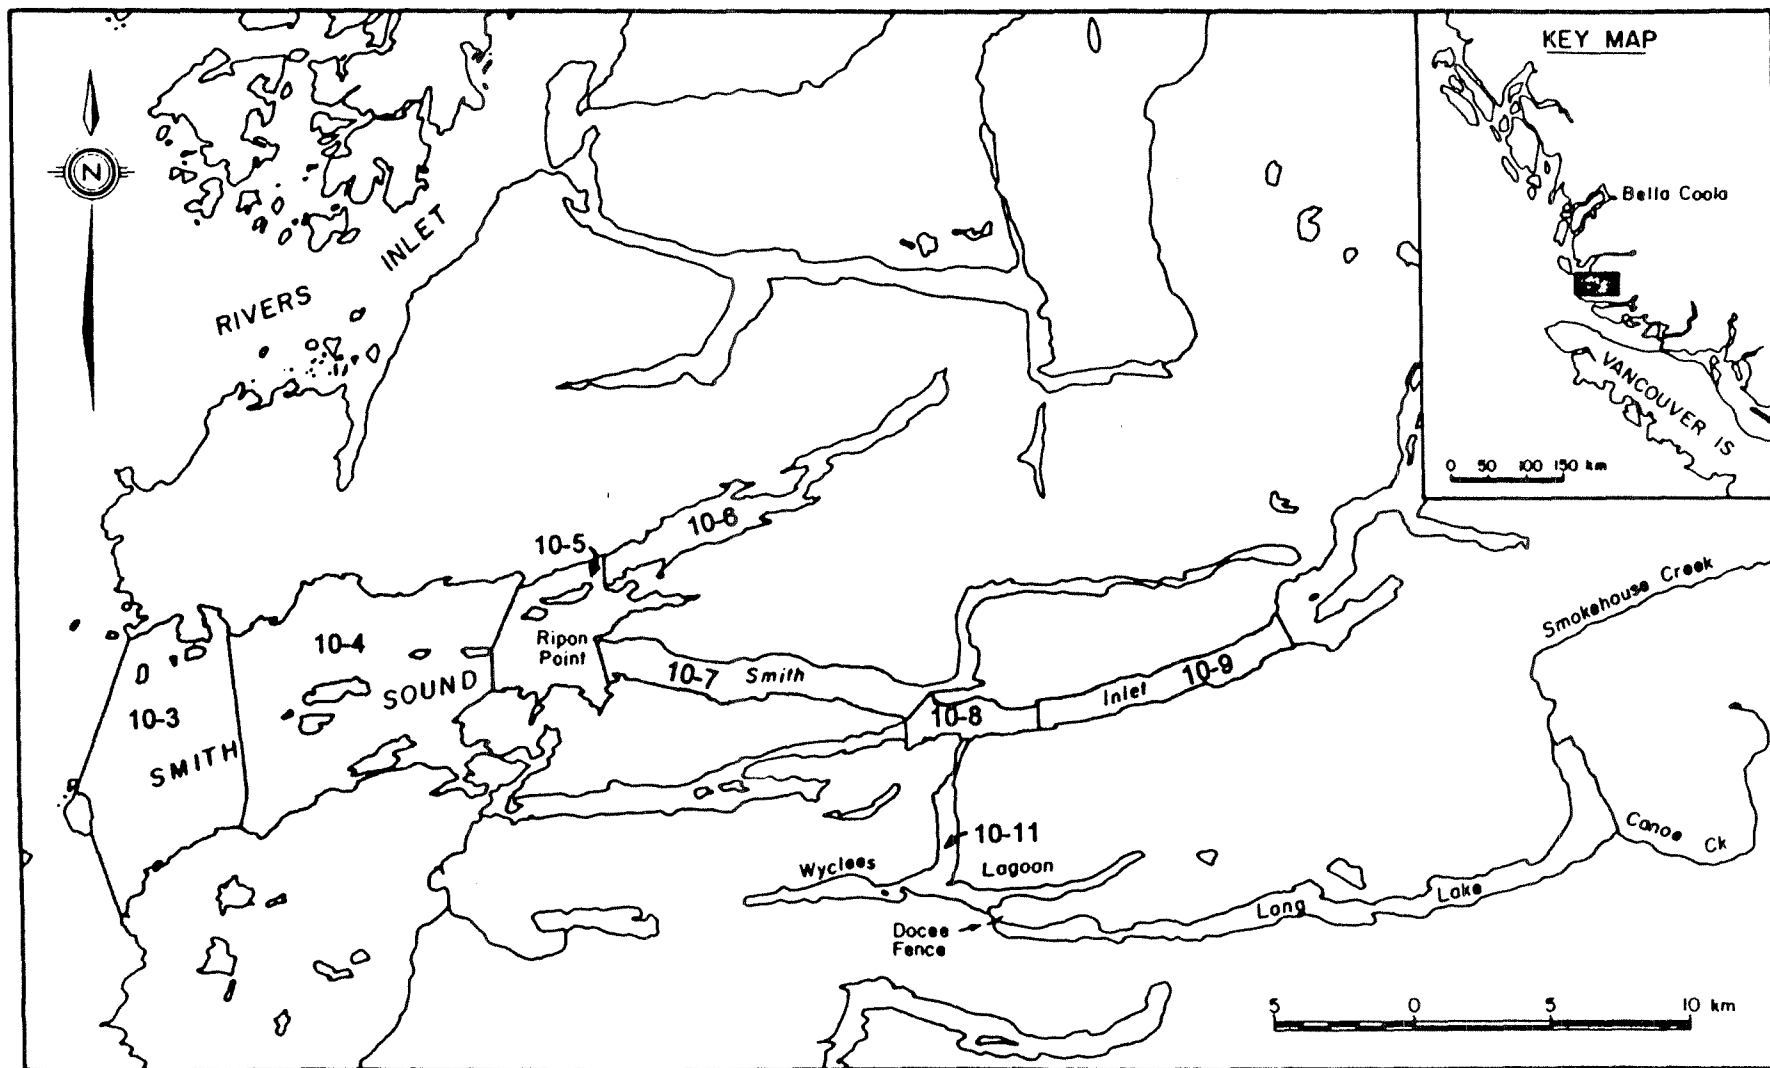 KEY MAP
Bella Coola
VANCOUVER IS
0 50 100 150 km
N
RIVERS INLET
10-6
10-5
Smokehouse Creek
Ripon
Point
10-4
10-7 Smith
Inlet 10-9
SOUND
10-3
10-8
SMITH
10-11
Canoe Ck
Wyclees Lagoon
Long Lake
Docee
Fence
5 0 5 10 km